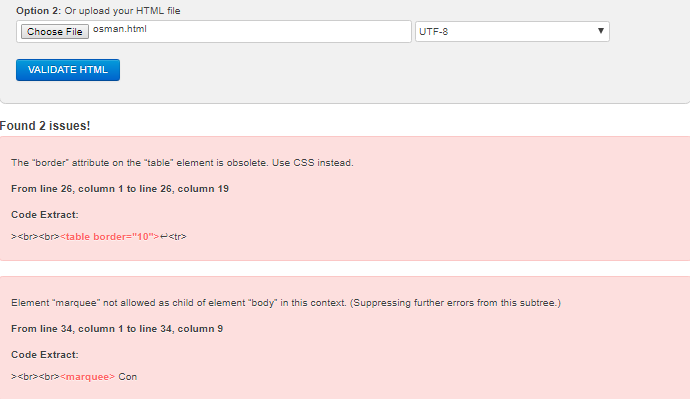 Option 2: Or upload your HTML file
Choose File osman.html UTF-8
VALIDATE HTML
Found 2 issues!
The “border” attribute on the “table” element is obsolete. Use CSS instead.
From line 26, column 1 to line 26, column 19
Code Extract:
><br><br><table border="10">↩<tr>
Element “marquee” not allowed as child of element “body” in this context. (Suppressing further errors from this subtree.)
From line 34, column 1 to line 34, column 9
Code Extract:
><br><br><marquee> Con